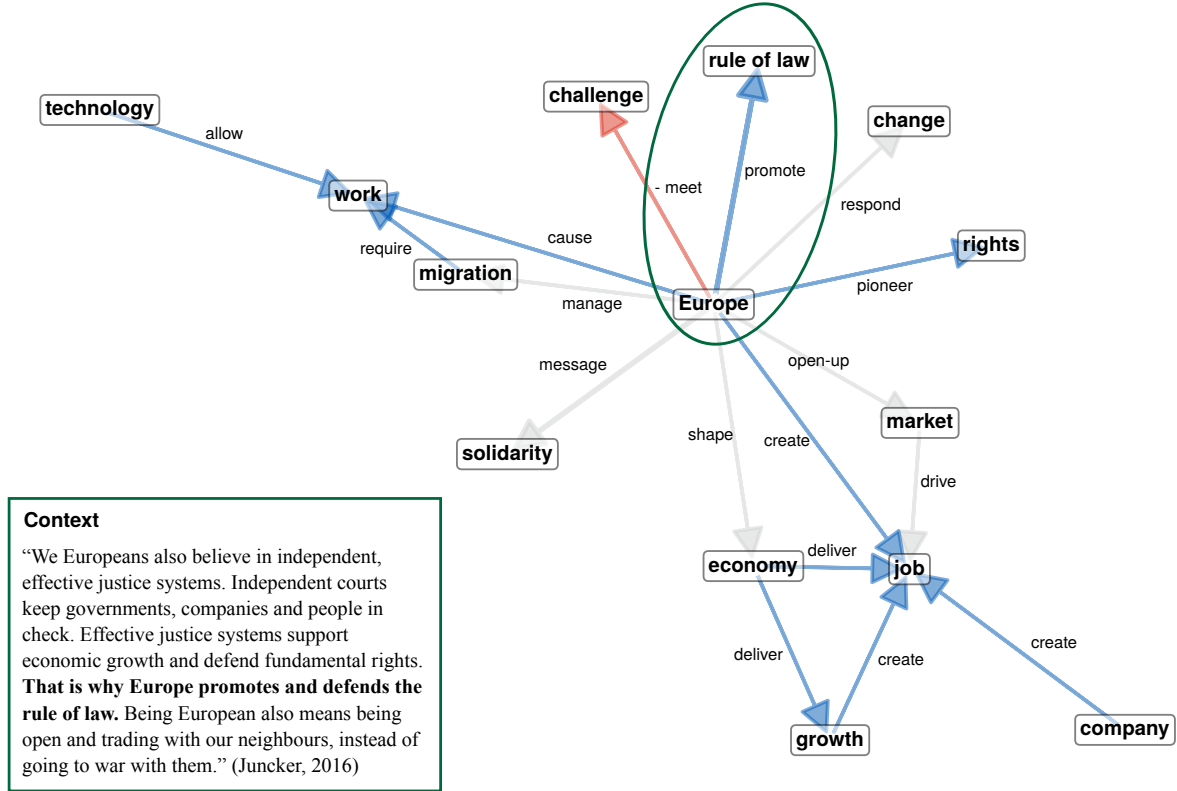 rule of law
challenge
technology
change
allow
promote
- meet
work
respond
cause
rights
require
migration
pioneer
manage
Europe
open-up
message
market
shape
create
solidarity
drive
Context
“We Europeans also believe in independent,
effective justice systems. Independent courts
keep governments, companies and people in
check. Effective justice systems support
economic growth and defend fundamental rights.
That is why Europe promotes and defends the
rule of law. Being European also means being
open and trading with our neighbours, instead of
going to war with them.” (Juncker, 2016)
deliver
economy
job
deliver
create
create
growth
company